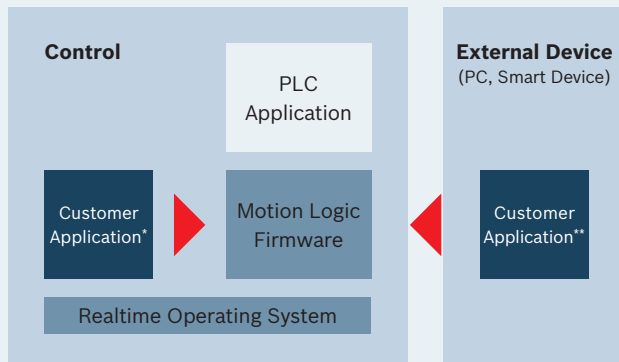 Control
PLC
Application
Customer
Application*
Motion Logic
Firmware
Realtime Operating System
External Device
(PC, Smart Device)
Customer
Application**